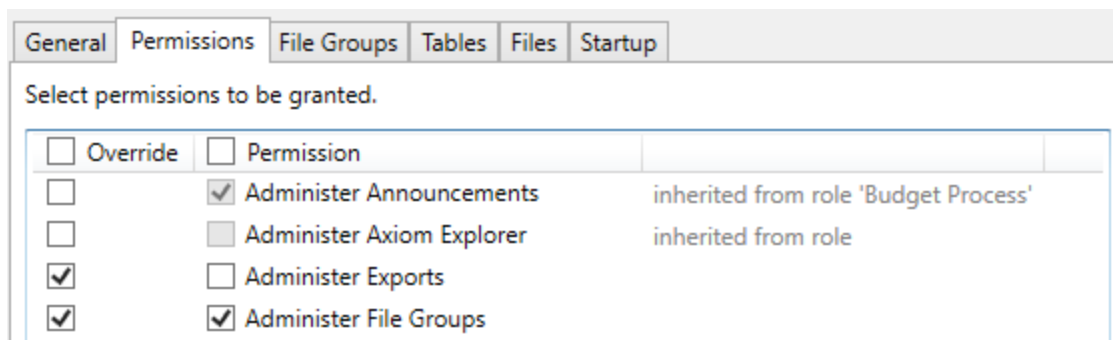 General Permissions File Groups Tables Files Startup
Select permissions to be granted.
Override Permission
Administer Announcements inherited from role 'Budget Process'
Administer Axiom Explorer inherited from role
Administer Exports
Administer File Groups